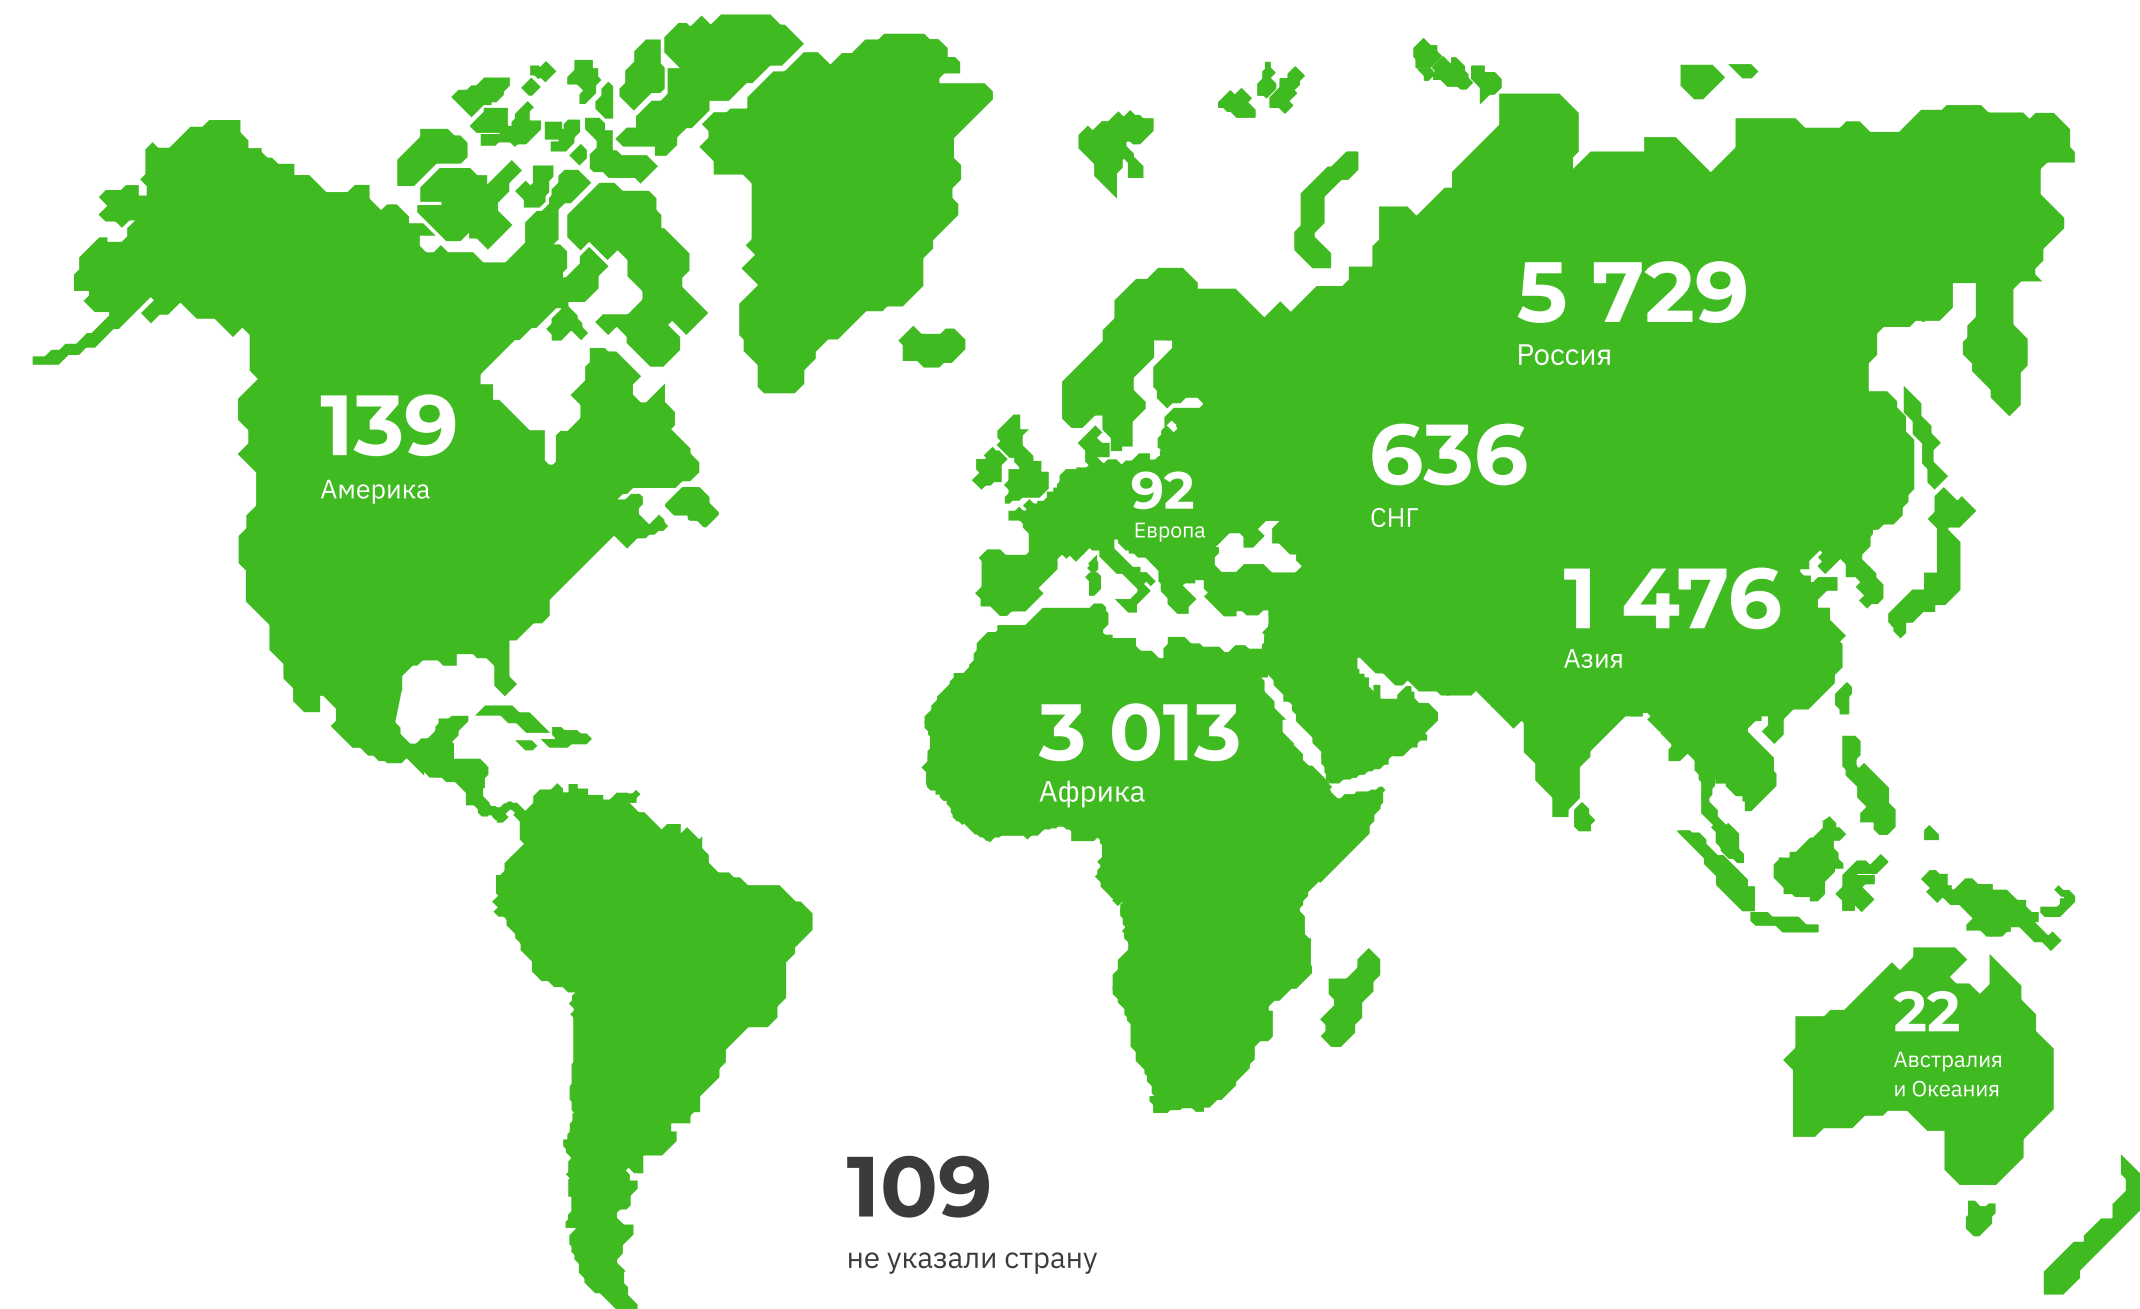 5 729
Россия
139
Америка
636
СНГ
92
Европа
1 476
Азия
3 013
Африка
22
Австралия
и Океания
109
не указали страну